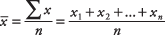 x̄ = ∑x / n = x₁ + x₂ + ... + xₙ / n